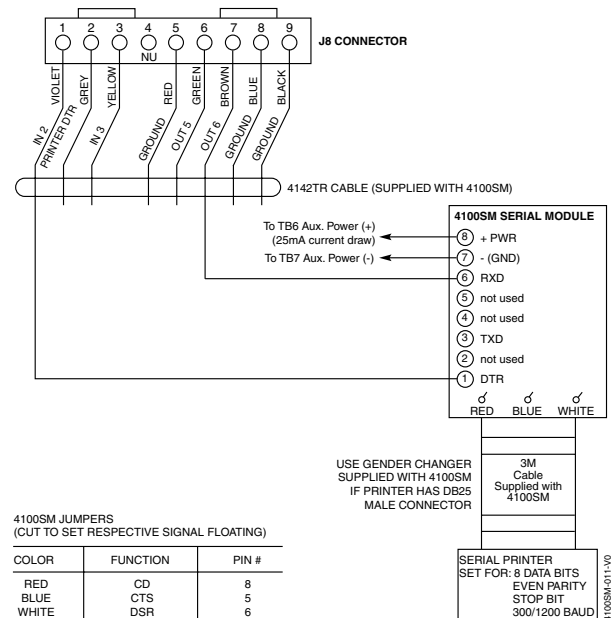 1 2 3 4 5 6 7 8 9
J8 CONNECTOR
NU
VIOLET
GREY
YELLOW
RED
GREEN
BROWN
BLUE
BLACK
IN 2
PRINTER DTR
IN 3
GROUND
OUT 5
OUT 6
GROUND
GROUND
4142TR CABLE (SUPPLIED WITH 4100SM)
4100SM SERIAL MODULE
To TB6 Aux. Power (+)
(25mA current draw)
To TB7 Aux. Power (-)
8 + PWR
7 - (GND)
6 RXD
5 not used
4 not used
3 TXD
2 not used
1 DTR
RED BLUE WHITE
USE GENDER CHANGER
SUPPLIED WITH 4100SM
IF PRINTER HAS DB25
MALE CONNECTOR
3M
Cable
Supplied with
4100SM
4100SM JUMPERS
(CUT TO SET RESPECTIVE SIGNAL FLOATING)
COLOR FUNCTION PIN #
RED CD 8
BLUE CTS 5
WHITE DSR 6
SERIAL PRINTER
SET FOR: 8 DATA BITS
EVEN PARITY
STOP BIT
300/1200 BAUD
4100SM-011-V0